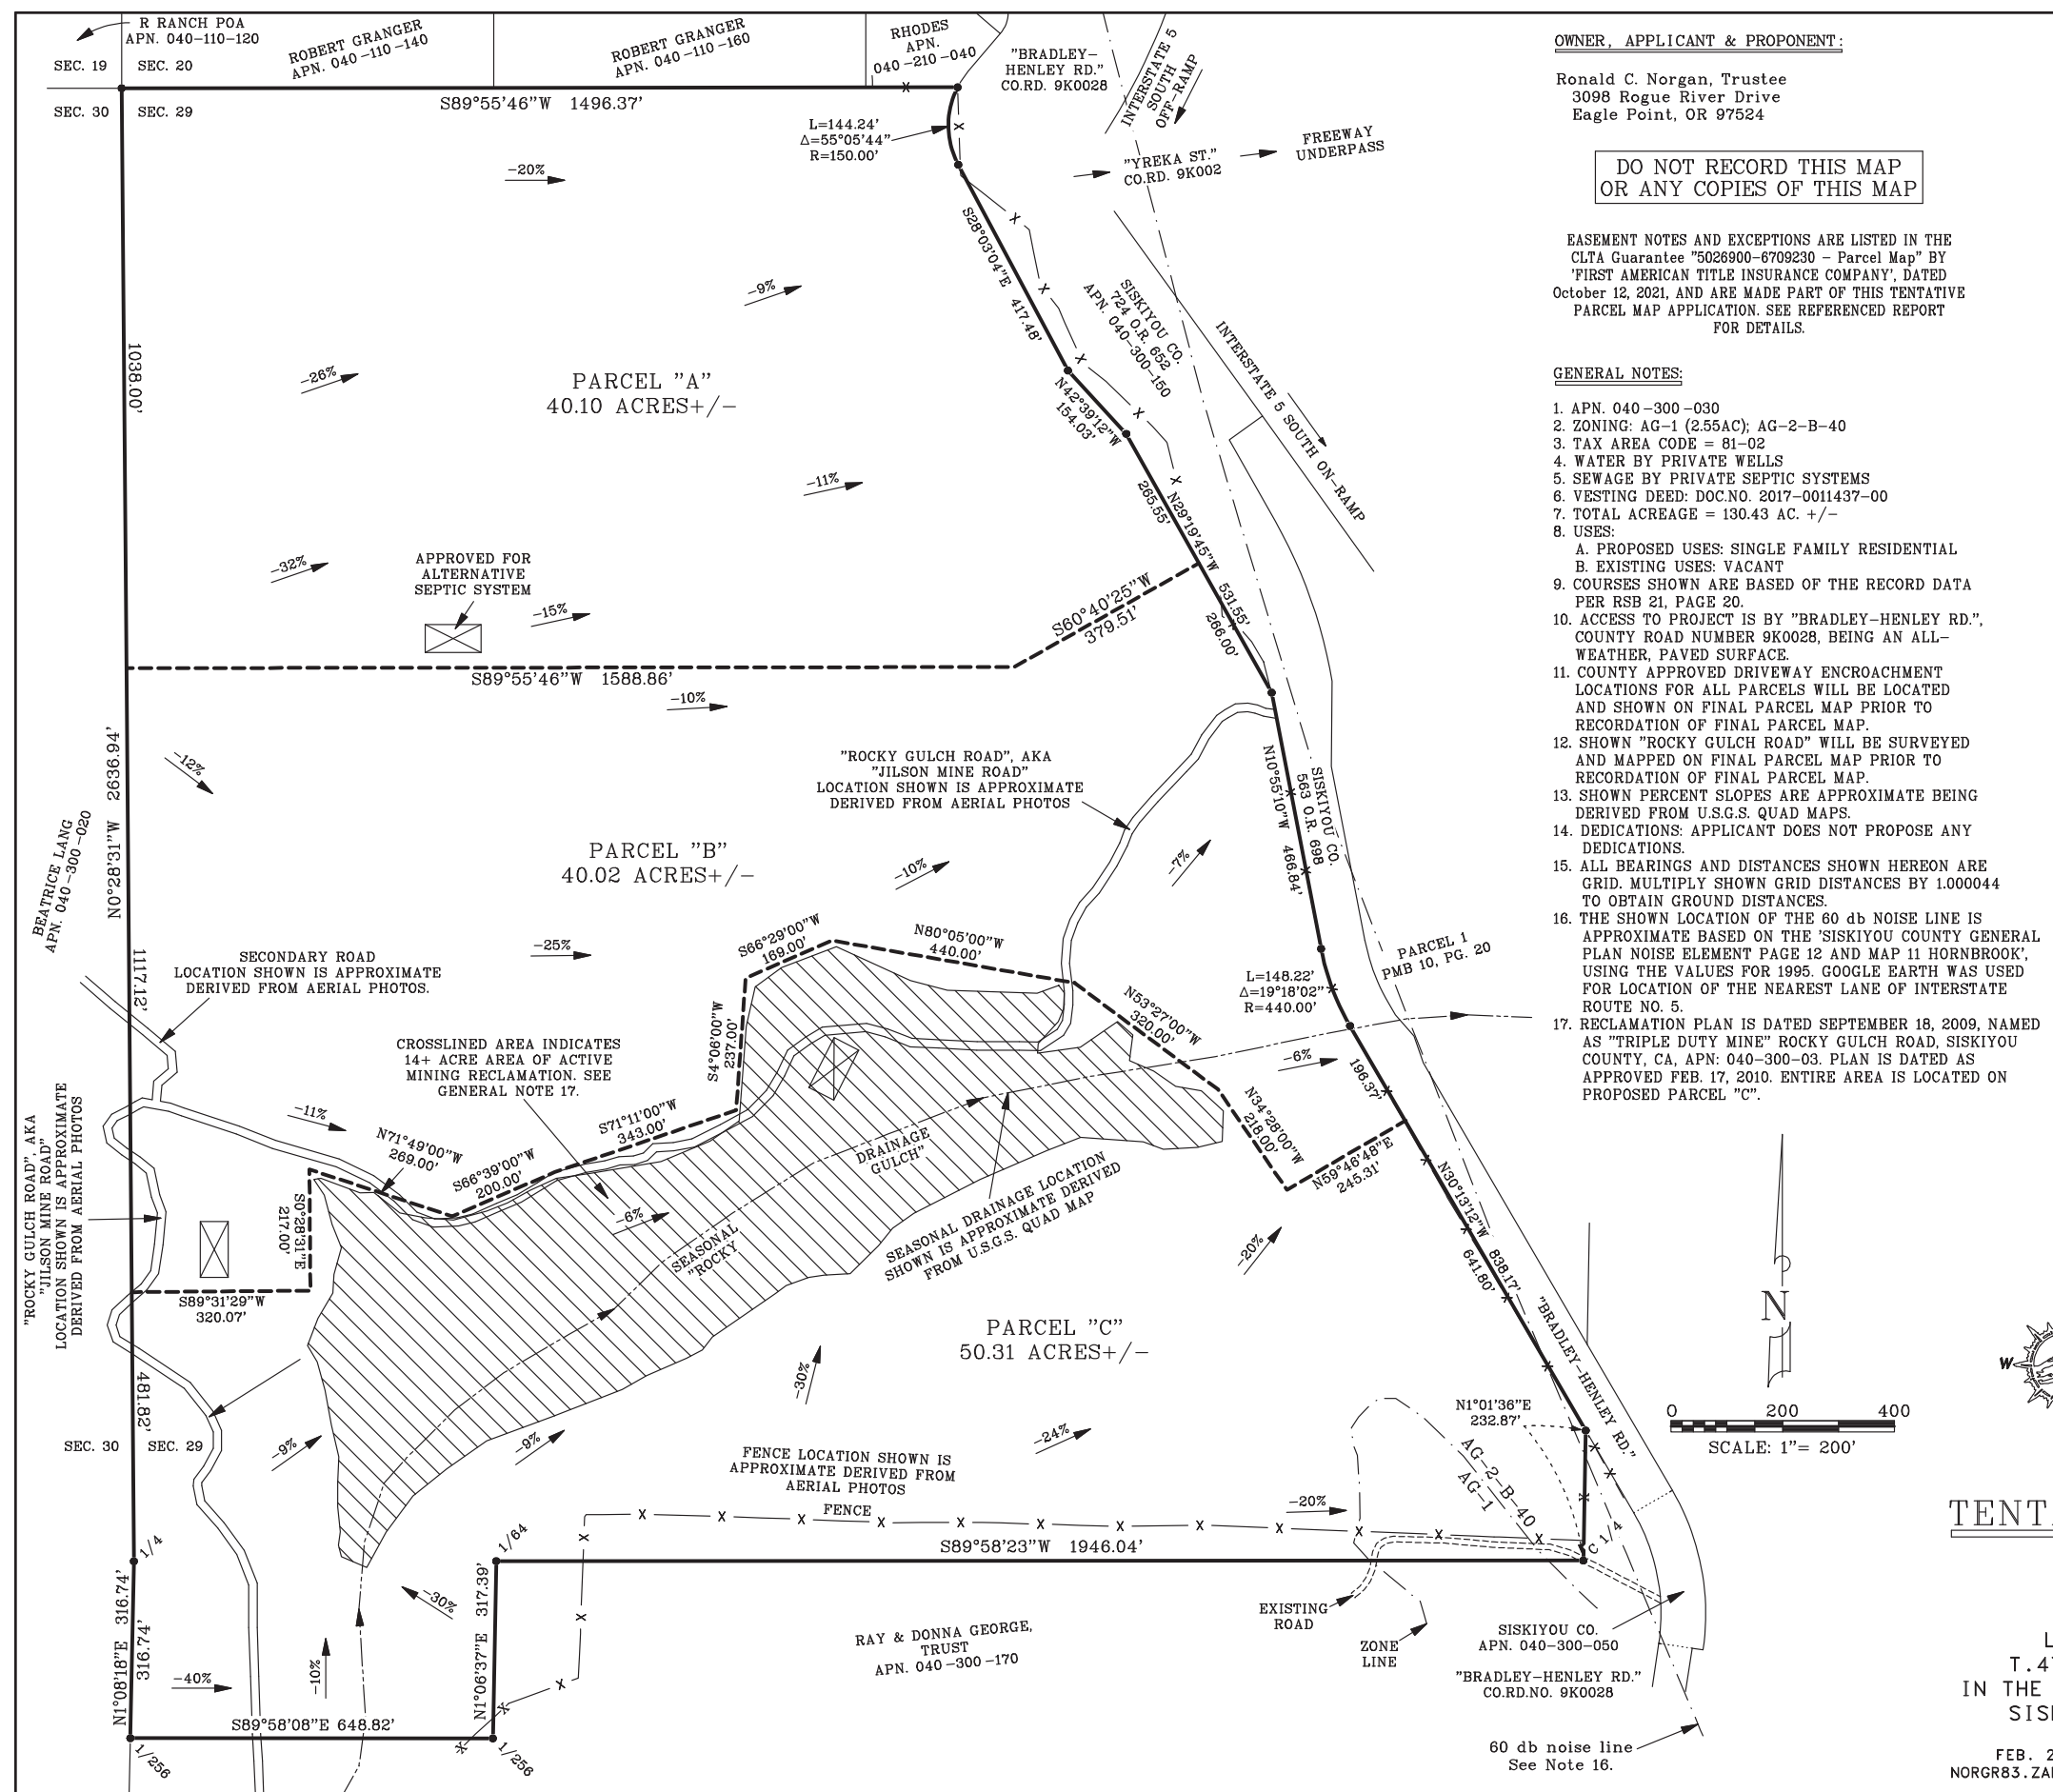 R RANCH POA
APN. 040-110-120
SEC. 19
SEC. 20
SEC. 30
SEC. 29
ROBERT GRANGER
APN. 040-110-140
ROBERT GRANGER
APN. 040-110-160
RHODES
APN.
040-210-040
"BRADLEY-
HENLEY RD."
CO.RD. 9K0028
INTERSTATE 5
SOUTH
OFF-RAMP
S89°55'46"W 1496.37'
L=144.24'
Δ=55°05'44"
R=150.00'
"YREKA ST."
CO.RD. 9K002
FREEWAY
UNDERPASS
-20%
-9%
S28°03'04"E 417.48'
SISKIYOU CO.
724 O.R. 652
APN. 040-300-150
INTERSTATE 5 SOUTH ON-RAMP
1038.00'
-26%
PARCEL "A"
40.10 ACRES+/-
N42°39'12"W
154.03'
-11%
265.55'
N29°19'45"W 531.55'
266.00'
-32%
APPROVED FOR
ALTERNATIVE
SEPTIC SYSTEM
-15%
S60°40'25"W
379.51'
S89°55'46"W 1588.86'
-10%
N0°28'31"W 2636.94'
-12%
"ROCKY GULCH ROAD", AKA
"JILSON MINE ROAD"
LOCATION SHOWN IS APPROXIMATE
DERIVED FROM AERIAL PHOTOS
N10°55'10"W 466.84'
SISKIYOU CO.
563 O.R. 698
BEATRICE LANG
APN. 040-300-020
PARCEL "B"
40.02 ACRES+/-
-10%
-7%
1117.12'
SECONDARY ROAD
LOCATION SHOWN IS APPROXIMATE
DERIVED FROM AERIAL PHOTOS.
-25%
S66°29'00"W
169.00'
N80°05'00"W
440.00'
L=148.22'
Δ=19°18'02"
R=440.00'
PARCEL 1
PMB 10, PG. 20
N53°27'00"W
320.00'
S4°06'00"W
237.00'
CROSSLINED AREA INDICATES
14+ ACRE AREA OF ACTIVE
MINING RECLAMATION. SEE
GENERAL NOTE 17.
-6%
196.37'
-11%
N71°49'00"W
269.00'
S66°39'00"W
200.00'
S71°11'00"W
343.00'
N34°28'00"W
218.00'
N59°46'48"E
245.31'
"ROCKY GULCH ROAD", AKA
"JILSON MINE ROAD"
LOCATION SHOWN IS APPROXIMATE
DERIVED FROM AERIAL PHOTOS
S0°28'31"E
217.00'
S89°31'29"W
320.07'
-6%
SEASONAL
"ROCKY
DRAINAGE
GULCH"
SEASONAL DRAINAGE LOCATION
SHOWN IS APPROXIMATE DERIVED
FROM U.S.G.S. QUAD MAP
-20%
N30°13'12"W 838.17'
641.80'
"BRADLEY-HENLEY RD."
PARCEL "C"
50.31 ACRES+/-
-30%
481.82'
SEC. 30
SEC. 29
-9%
-9%
-24%
N1°01'36"E
232.87'
AG-2-B-40
AG-1
FENCE LOCATION SHOWN IS
APPROXIMATE DERIVED FROM
AERIAL PHOTOS
FENCE
-20%
S89°58'23"W 1946.04'
1/4
1/64
C 1/4
N1°08'18"E 316.74'
316.74'
-30%
N1°06'37"E 317.39'
-40%
-10%
S89°58'08"E 648.82'
1/256
1/256
RAY & DONNA GEORGE,
TRUST
APN. 040-300-170
EXISTING
ROAD
ZONE
LINE
SISKIYOU CO.
APN. 040-300-050
"BRADLEY-HENLEY RD."
CO.RD.NO. 9K0028
60 db noise line
See Note 16.
OWNER, APPLICANT & PROPONENT:
Ronald C. Norgan, Trustee
3098 Rogue River Drive
Eagle Point, OR 97524
DO NOT RECORD THIS MAP
OR ANY COPIES OF THIS MAP
EASEMENT NOTES AND EXCEPTIONS ARE LISTED IN THE
CLTA Guarantee "5026900-6709230 - Parcel Map" BY
'FIRST AMERICAN TITLE INSURANCE COMPANY', DATED
October 12, 2021, AND ARE MADE PART OF THIS TENTATIVE
PARCEL MAP APPLICATION. SEE REFERENCED REPORT
FOR DETAILS.
GENERAL NOTES:
1. APN. 040-300-030
2. ZONING: AG-1 (2.55AC); AG-2-B-40
3. TAX AREA CODE = 81-02
4. WATER BY PRIVATE WELLS
5. SEWAGE BY PRIVATE SEPTIC SYSTEMS
6. VESTING DEED: DOC.NO. 2017-0011437-00
7. TOTAL ACREAGE = 130.43 AC. +/-
8. USES:
A. PROPOSED USES: SINGLE FAMILY RESIDENTIAL
B. EXISTING USES: VACANT
9. COURSES SHOWN ARE BASED OF THE RECORD DATA
PER RSB 21, PAGE 20.
10. ACCESS TO PROJECT IS BY "BRADLEY-HENLEY RD.",
COUNTY ROAD NUMBER 9K0028, BEING AN ALL-
WEATHER, PAVED SURFACE.
11. COUNTY APPROVED DRIVEWAY ENCROACHMENT
LOCATIONS FOR ALL PARCELS WILL BE LOCATED
AND SHOWN ON FINAL PARCEL MAP PRIOR TO
RECORDATION OF FINAL PARCEL MAP.
12. SHOWN "ROCKY GULCH ROAD" WILL BE SURVEYED
AND MAPPED ON FINAL PARCEL MAP PRIOR TO
RECORDATION OF FINAL PARCEL MAP.
13. SHOWN PERCENT SLOPES ARE APPROXIMATE BEING
DERIVED FROM U.S.G.S. QUAD MAPS.
14. DEDICATIONS: APPLICANT DOES NOT PROPOSE ANY
DEDICATIONS.
15. ALL BEARINGS AND DISTANCES SHOWN HEREON ARE
GRID. MULTIPLY SHOWN GRID DISTANCES BY 1.000044
TO OBTAIN GROUND DISTANCES.
16. THE SHOWN LOCATION OF THE 60 db NOISE LINE IS
APPROXIMATE BASED ON THE 'SISKIYOU COUNTY GENERAL
PLAN NOISE ELEMENT PAGE 12 AND MAP 11 HORNBROOK',
USING THE VALUES FOR 1995. GOOGLE EARTH WAS USED
FOR LOCATION OF THE NEAREST LANE OF INTERSTATE
ROUTE NO. 5.
17. RECLAMATION PLAN IS DATED SEPTEMBER 18, 2009, NAMED
AS "TRIPLE DUTY MINE" ROCKY GULCH ROAD, SISKIYOU
COUNTY, CA, APN: 040-300-03. PLAN IS DATED AS
APPROVED FEB. 17, 2010. ENTIRE AREA IS LOCATED ON
PROPOSED PARCEL "C".
N
W
0 200 400
SCALE: 1"= 200'
TENT
L
T.4
IN THE
SIS
FEB. 2
NORGR83.ZA